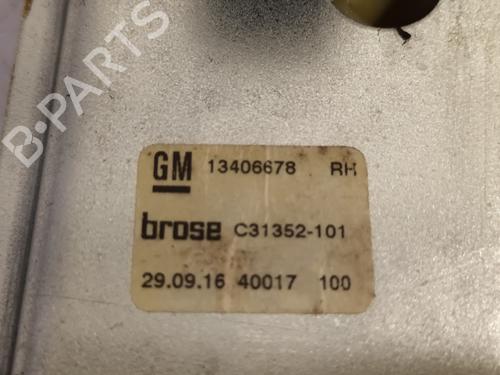 B-PARTS
GM 13406678 RH
brose C31352-101
29.09.16 40017 100